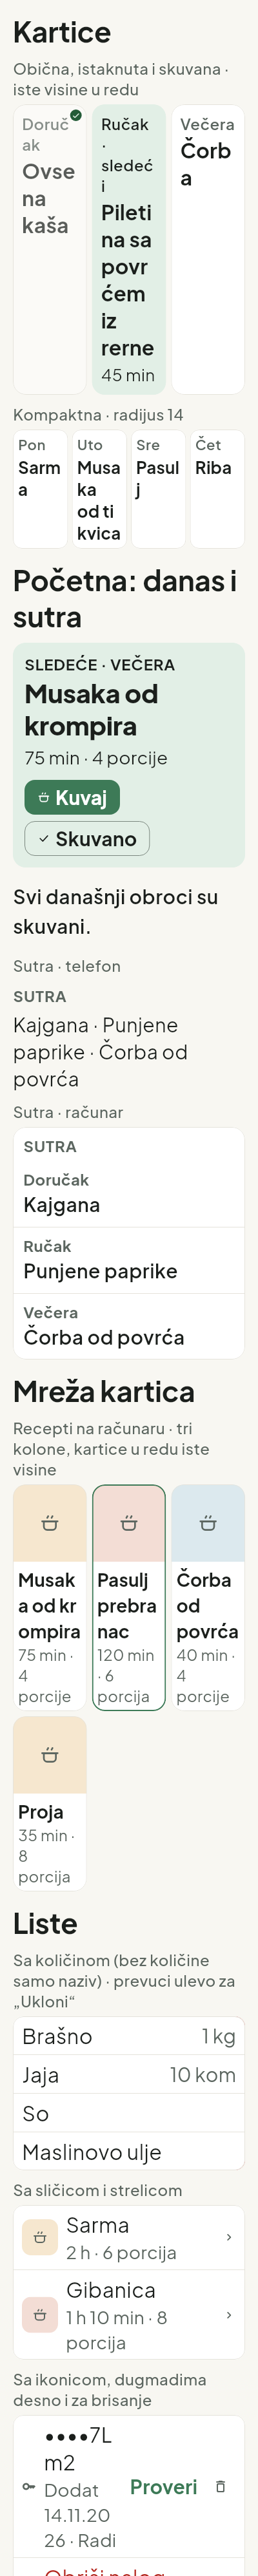 Kartice
Obična, istaknuta i skuvana ·
iste visine u redu
Doruč
ak
Ovse
na
kaša
Ručak
·
sledeć
i
Pileti
na sa
povr
ćem
iz
rerne
45 min
Večera
Čorb
a
Kompaktna · radijus 14
Pon
Sarm
a
Uto
Musa
ka
od ti
kvica
Sre
Pasul
j
Čet
Riba
Početna: danas i
sutra
SLEDEĆE · VEČERA
Musaka od
krompira
75 min · 4 porcije
Kuvaj
Skuvano
Svi današnji obroci su
skuvani.
Sutra · telefon
SUTRA
Kajgana · Punjene
paprike · Čorba od
povrća
Sutra · računar
SUTRA
Doručak
Kajgana
Ručak
Punjene paprike
Večera
Čorba od povrća
Mreža kartica
Recepti na računaru · tri
kolone, kartice u redu iste
visine
Musak
a od kr
ompira
75 min ·
4
porcije
Pasulj
prebra
nac
120 min
· 6
porcija
Čorba
od
povrća
40 min ·
4
porcije
Proja
35 min ·
8
porcija
Liste
Sa količinom (bez količine
samo naziv) · prevuci ulevo za
„Ukloni“
Brašno 1 kg
Jaja 10 kom
So
Maslinovo ulje
Sa sličicom i strelicom
Sarma
2 h · 6 porcija
Gibanica
1 h 10 min · 8
porcija
Sa ikonicom, dugmadima
desno i za brisanje
••••7L
m2
Dodat
14.11.20
26 · Radi
Proveri